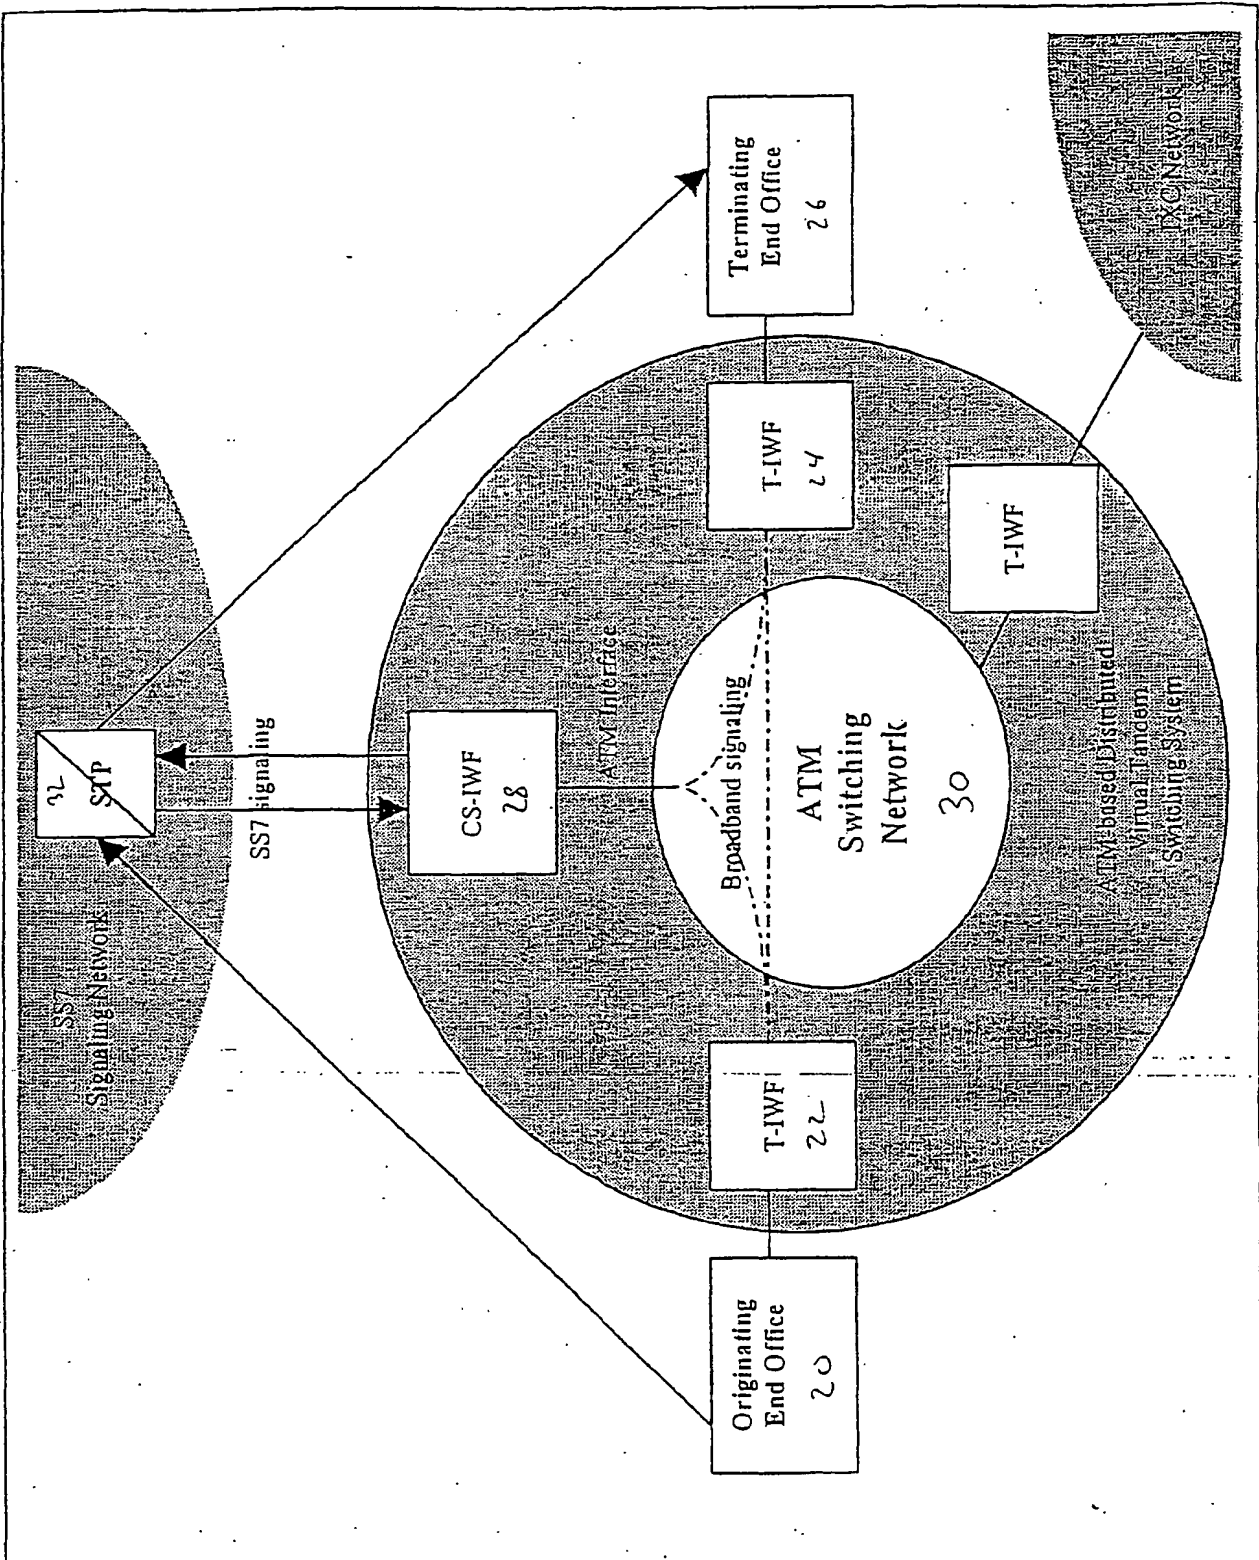 SS7
Signaling Network
32
STP
SS7 signaling
CS-IWF
28
ATM Interface
Broadband signaling
Originating
End Office
20
T-IWF
22
ATM
Switching
Network
30
T-IWF
24
Terminating
End Office
26
T-IWF
ATM-based Distributed
Virtual Tandem
Switching System
IXC Network